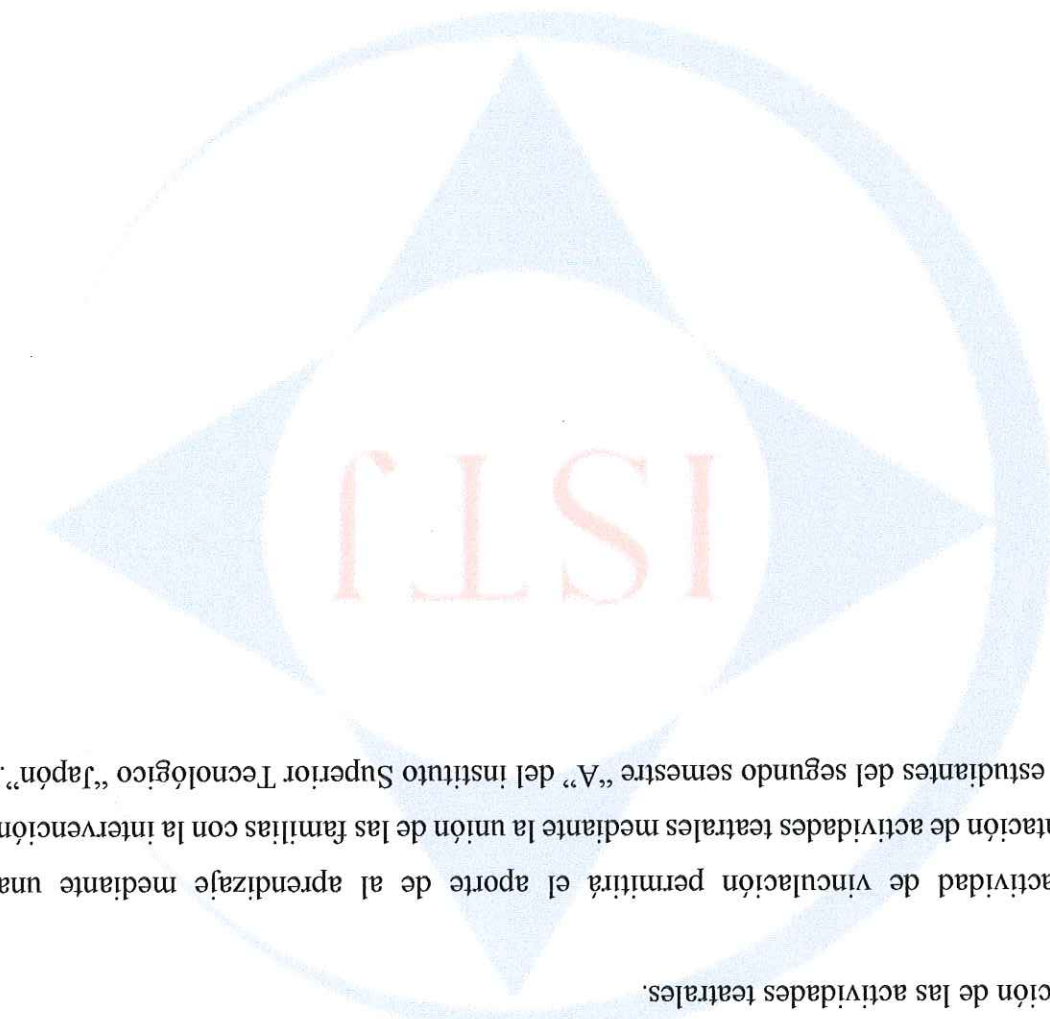 ción de las actividades teatrales.
actividad de vinculación permitirá el aporte de al aprendizaje mediante una
ntación de actividades teatrales mediante la unión de las familias con la intervención
estudiantes del segundo semestre “A” del instituto Superior Tecnológico “Japón”.
ISTJ